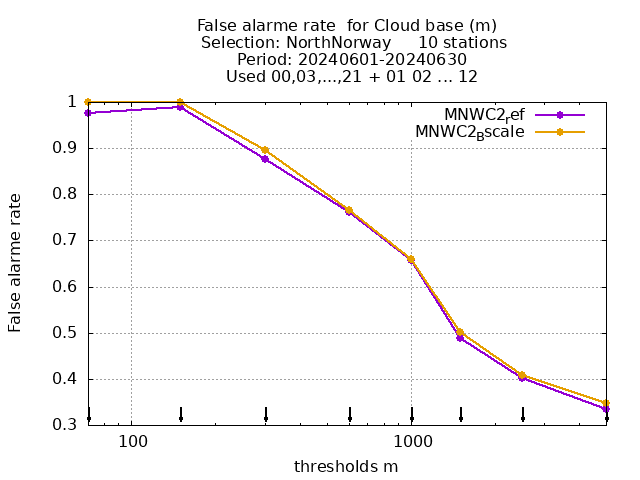 False alarme rate  for Cloud base (m)
Selection: NorthNorway     10 stations
Period: 20240601-20240630
Used 00,03,...,21 + 01 02 ... 12
MNWC2ref
MNWC2Bscale
1
0.9
0.8
0.7
0.6
0.5
0.4
0.3
False alarme rate
100
1000
thresholds m